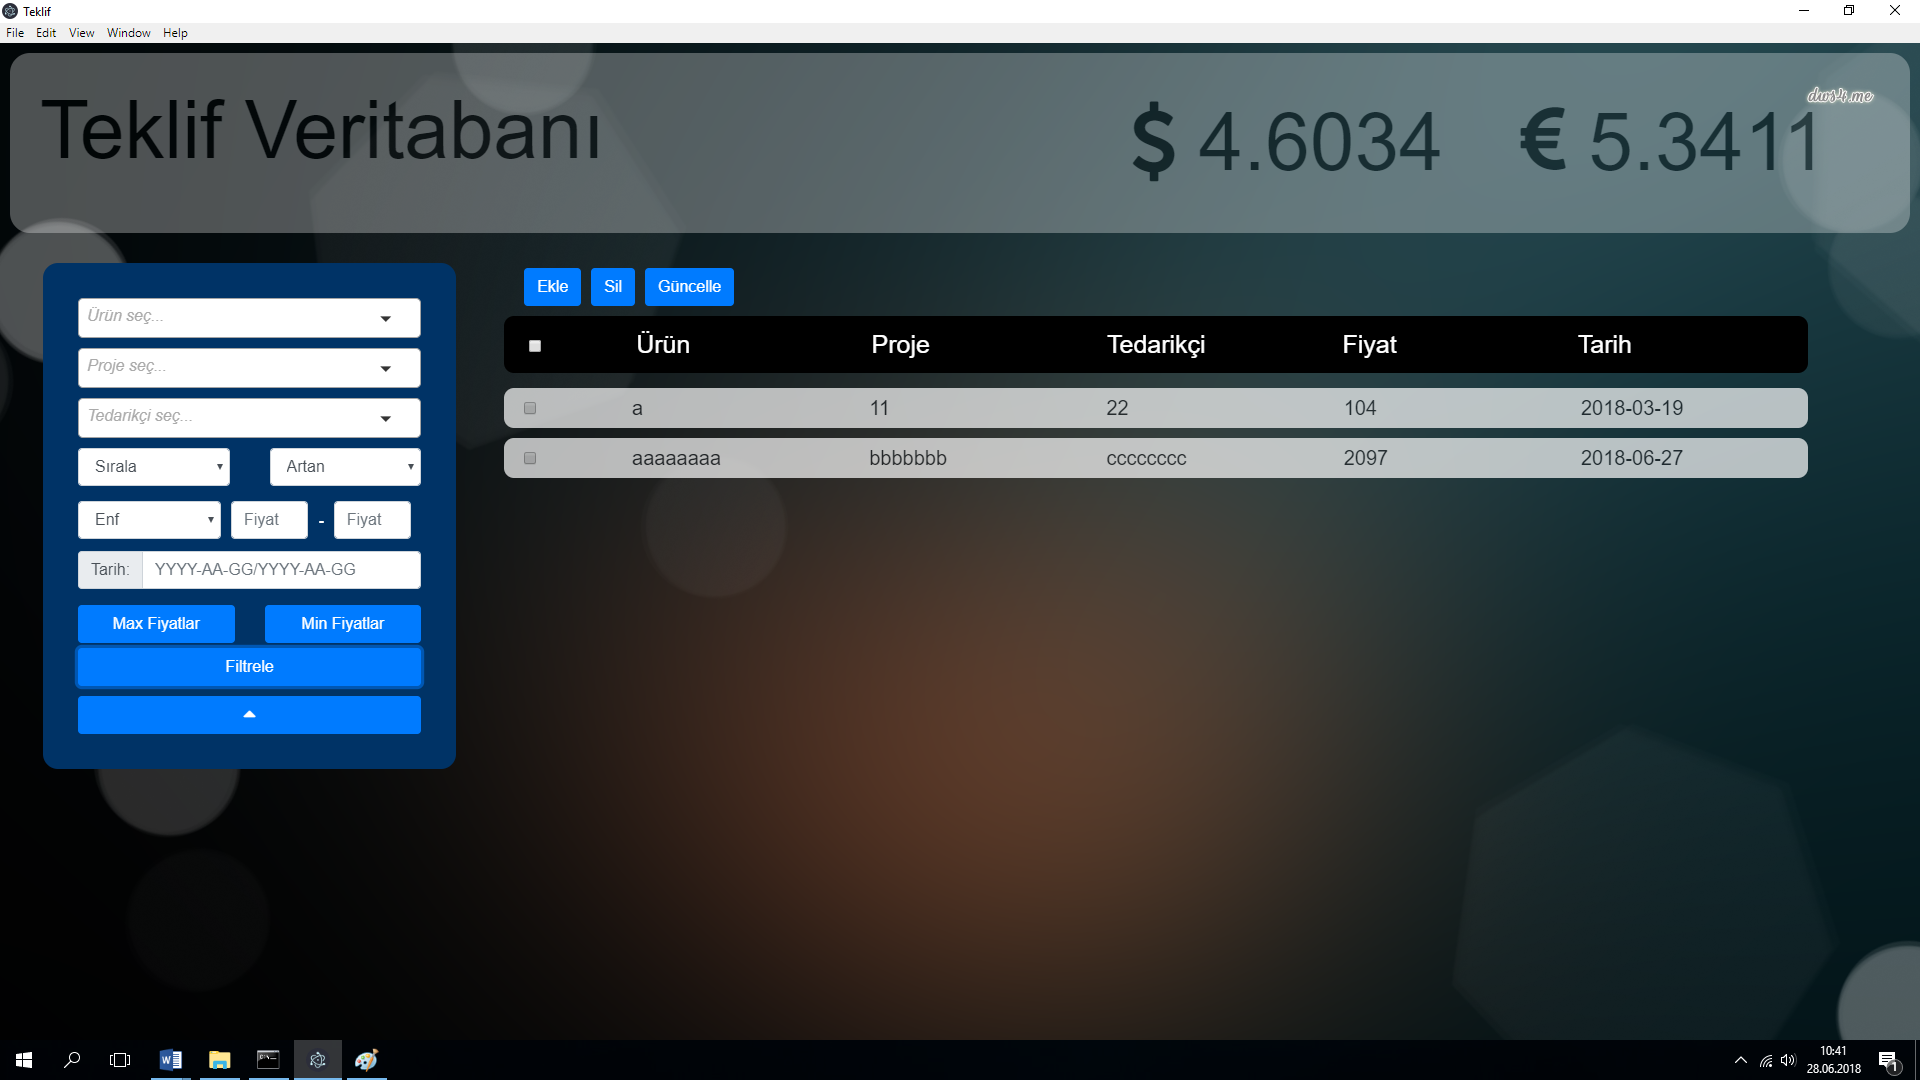 Teklif
File Edit View Window Help
Teklif Veritabanı
$ 4.6034 € 5.3411
dws4.me
Ürün seç...
Proje seç...
Tedarikçi seç...
Sırala Artan
Enf Fiyat - Fiyat
Tarih: YYYY-AA-GG/YYYY-AA-GG
Max Fiyatlar Min Fiyatlar
Filtrele
Ekle Sil Güncelle
Ürün Proje Tedarikçi Fiyat Tarih
a 11 22 104 2018-03-19
aaaaaaaa bbbbbbb cccccccc 2097 2018-06-27
10:41
28.06.2018
1